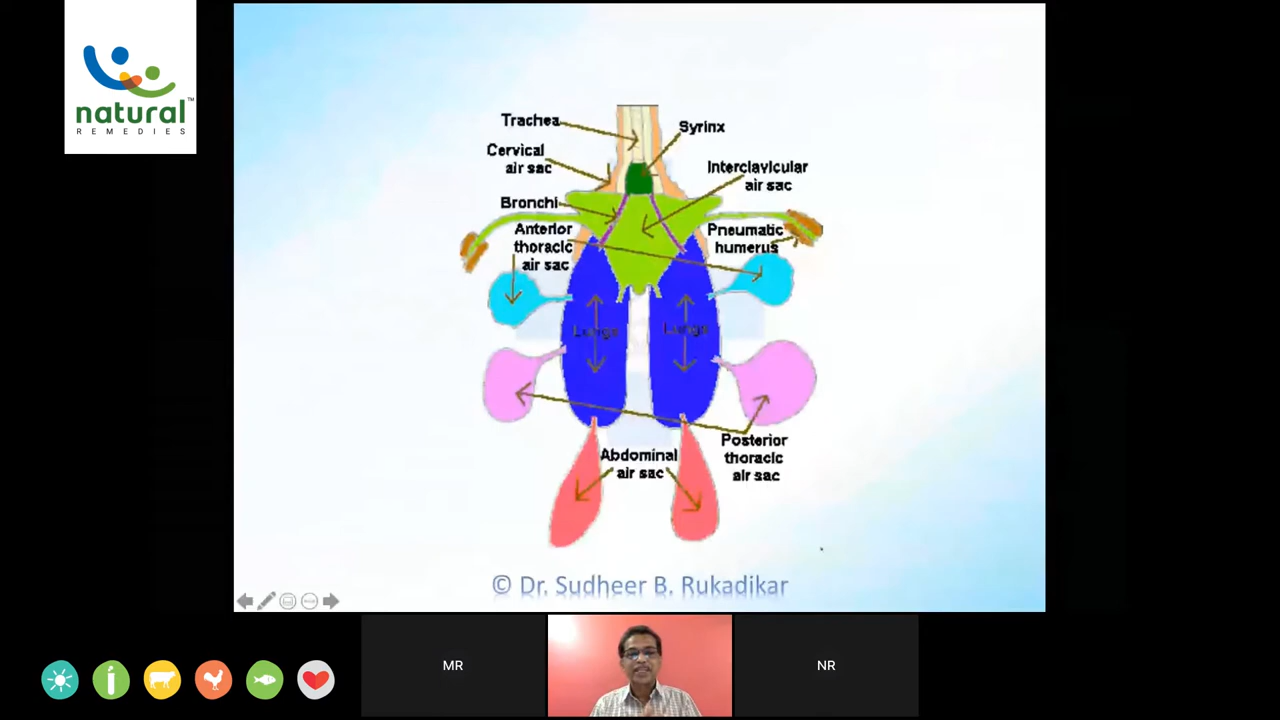 natural™
REMEDIES
Trachea
Syrinx
Cervical
air sac
Interclavicular
air sac
Bronchi
Anterior
thoracic
air sac
Pneumatic
humerus
Lungs
Lungs
Posterior
thoracic
air sac
Abdominal
air sac
© Dr. Sudheer B. Rukadikar
MR
NR